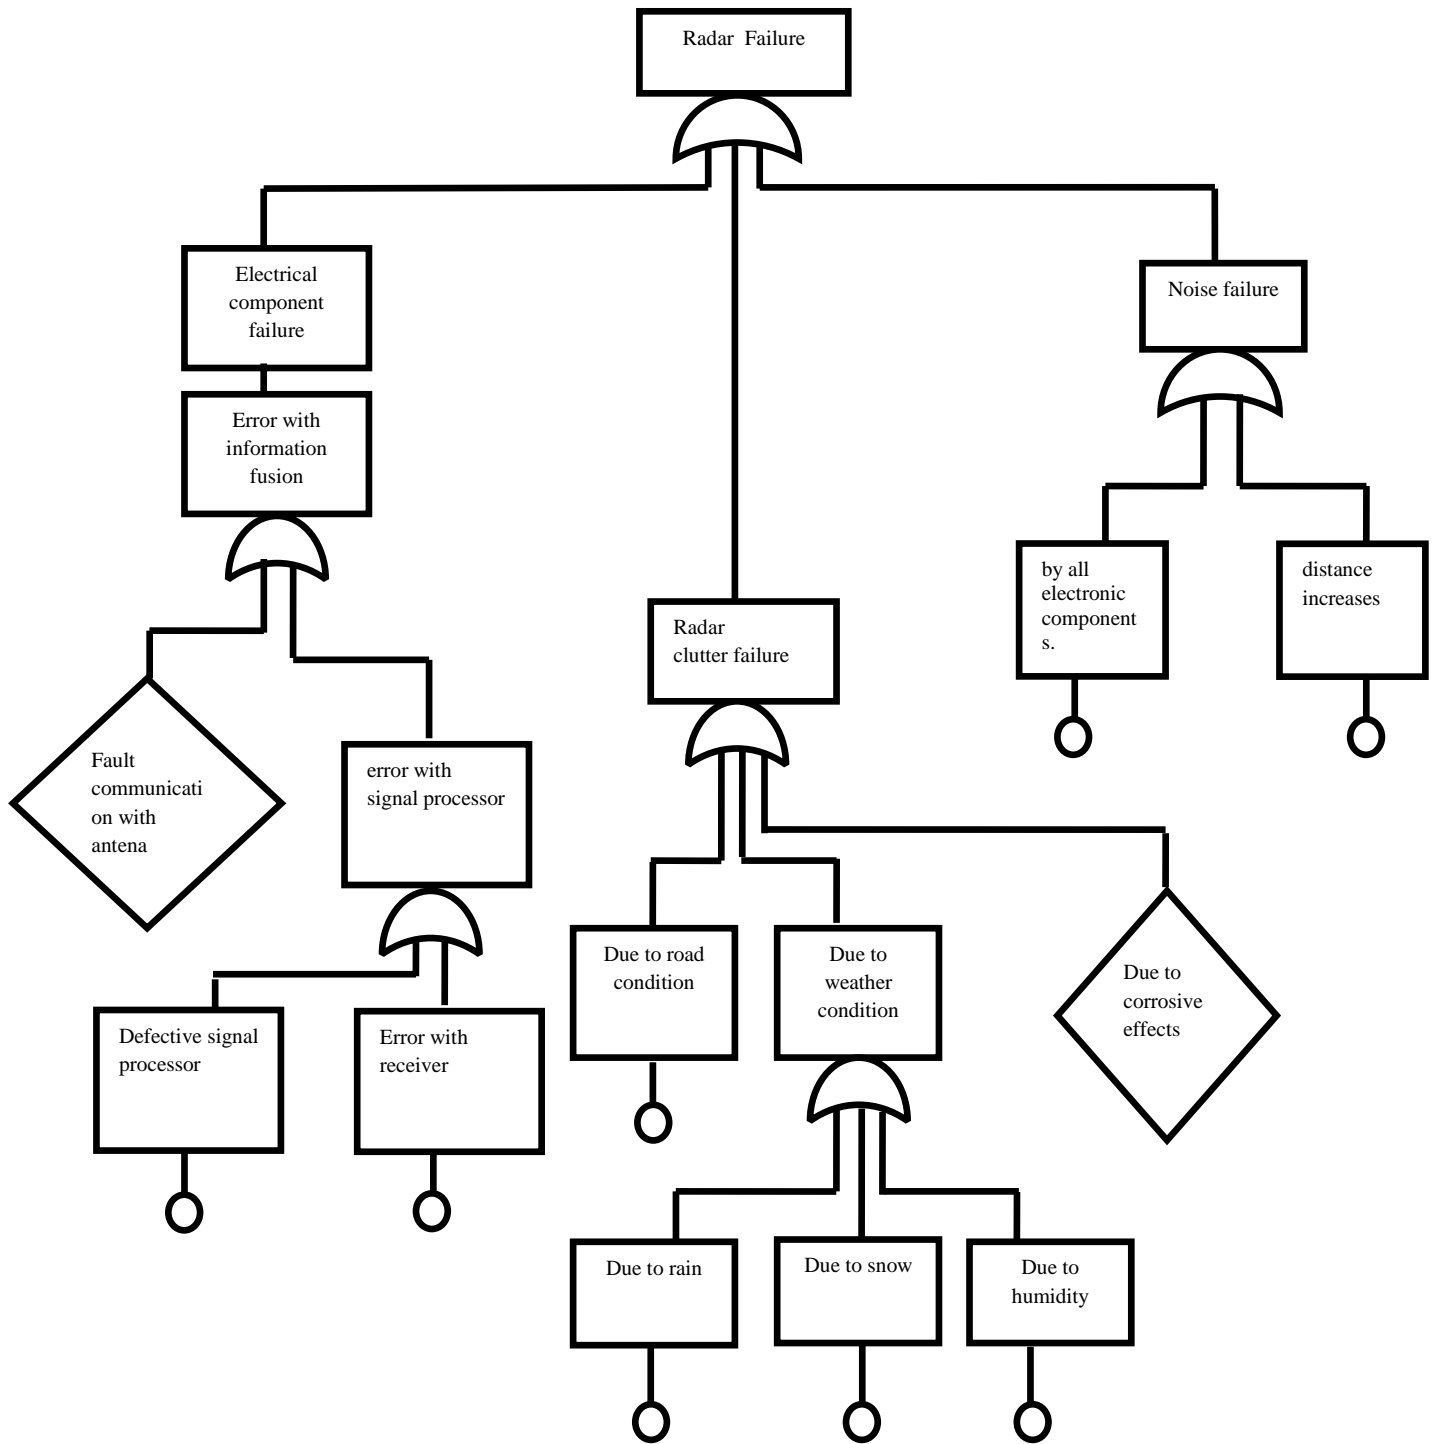 Radar  Failure
Electrical
component
failure
Noise failure
Error with
information
fusion
by all
electronic
component
s.
distance
increases
Radar
clutter failure
Fault
communicati
on with
antena
error with
signal processor
Due to road
condition
Due to
weather
condition
Due to
corrosive
effects
Defective signal
processor
Error with
receiver
Due to rain
Due to snow
Due to
humidity